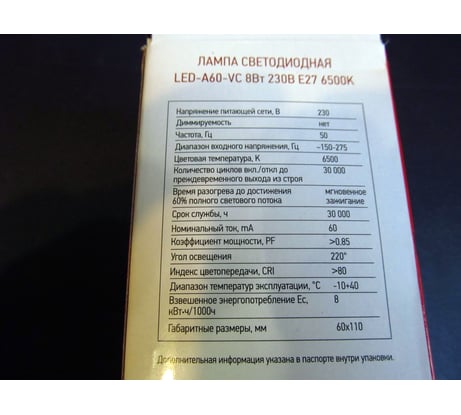 ЛАМПА СВЕТОДИОДНАЯ
LED-A60-VC 8Вт 230В E27 6500K
Напряжение питающей сети, В 230
Диммируемость нет
Частота, Гц 50
Диапазон входного напряжения, Гц ~150-275
Цветовая температура, К 6500
Количество циклов вкл./откл до 30 000
преждевременного выхода из строя
Время разогрева до достижения мгновенное
60% полного светового потока зажигание
Срок службы, ч 30 000
Номинальный ток, mA 60
Коэффициент мощности, PF >0.85
Угол освещения 220°
Индекс цветопередачи, CRI >80
Диапазон температур эксплуатации, °C -10+40
Взвешенное энергопотребление Ес, 8
кВт·ч/1000ч
Габаритные размеры, мм 60x110
Дополнительная информация указана в паспорте внутри упаковки.